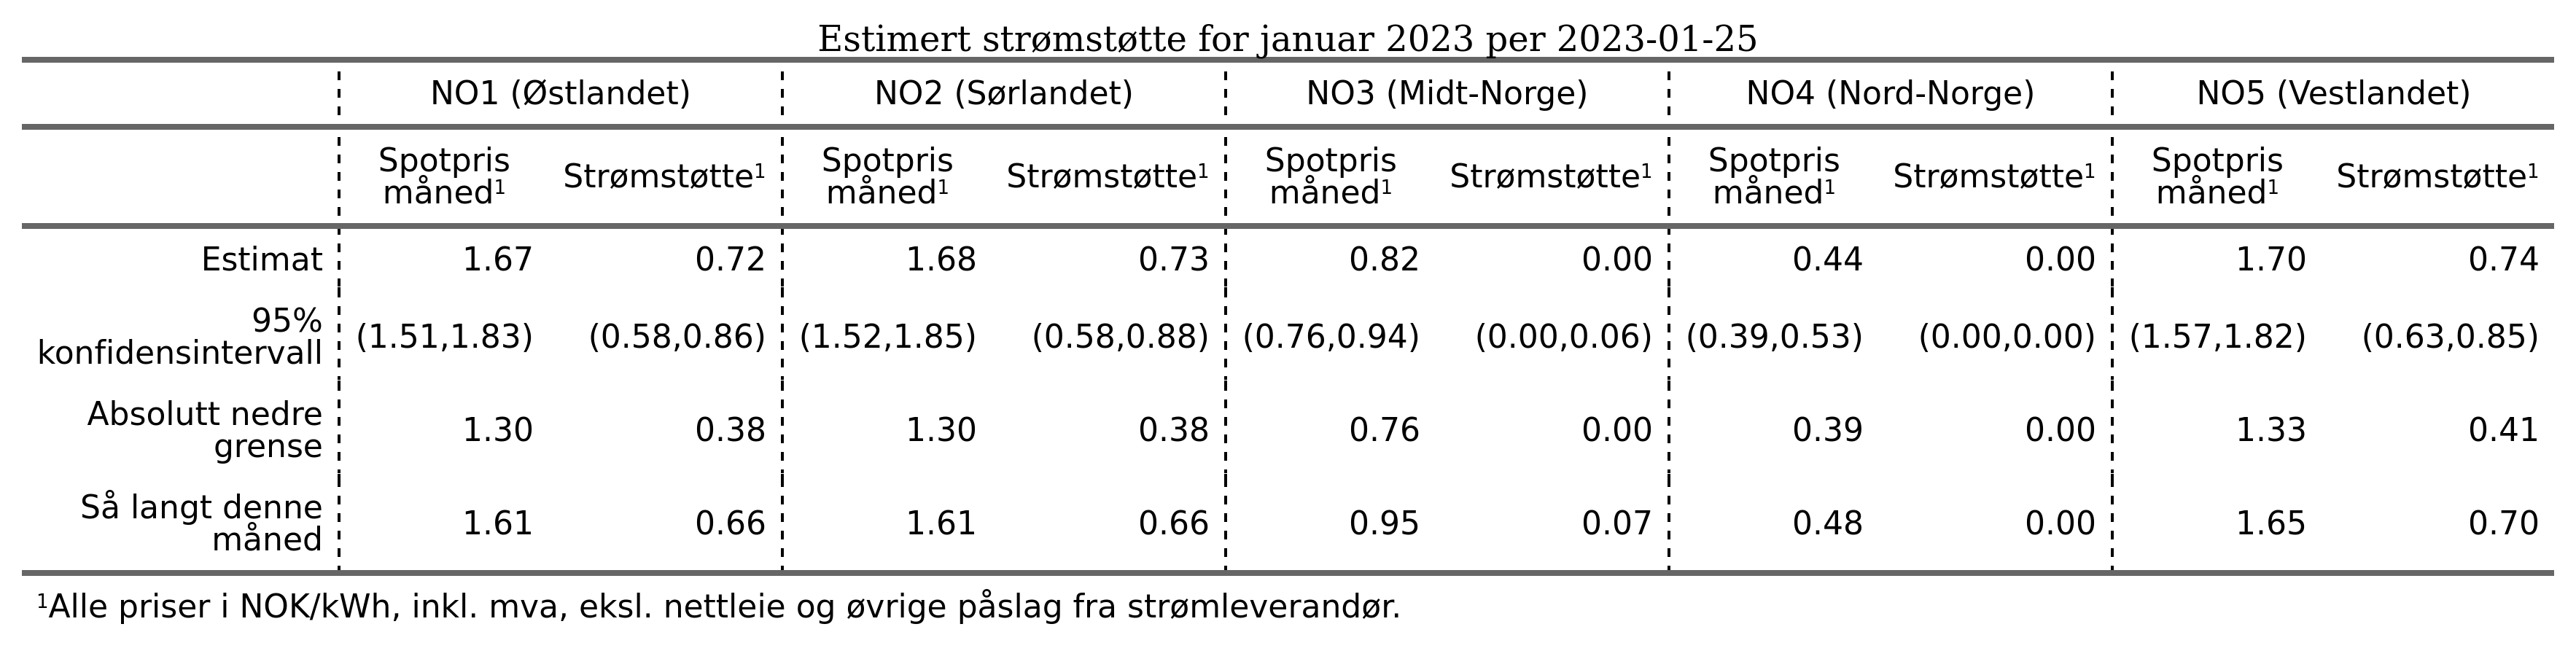 Estimert strømstøtte for januar 2023 per 2023-01-25
NO1 (Østlandet) NO2 (Sørlandet) NO3 (Midt-Norge) NO4 (Nord-Norge) NO5 (Vestlandet)
Spotpris måned¹ Strømstøtte¹ Spotpris måned¹ Strømstøtte¹ Spotpris måned¹ Strømstøtte¹ Spotpris måned¹ Strømstøtte¹ Spotpris måned¹ Strømstøtte¹
Estimat 1.67 0.72 1.68 0.73 0.82 0.00 0.44 0.00 1.70 0.74
95% konfidensintervall (1.51,1.83) (0.58,0.86) (1.52,1.85) (0.58,0.88) (0.76,0.94) (0.00,0.06) (0.39,0.53) (0.00,0.00) (1.57,1.82) (0.63,0.85)
Absolutt nedre grense 1.30 0.38 1.30 0.38 0.76 0.00 0.39 0.00 1.33 0.41
Så langt denne måned 1.61 0.66 1.61 0.66 0.95 0.07 0.48 0.00 1.65 0.70
¹Alle priser i NOK/kWh, inkl. mva, eksl. nettleie og øvrige påslag fra strømleverandør.